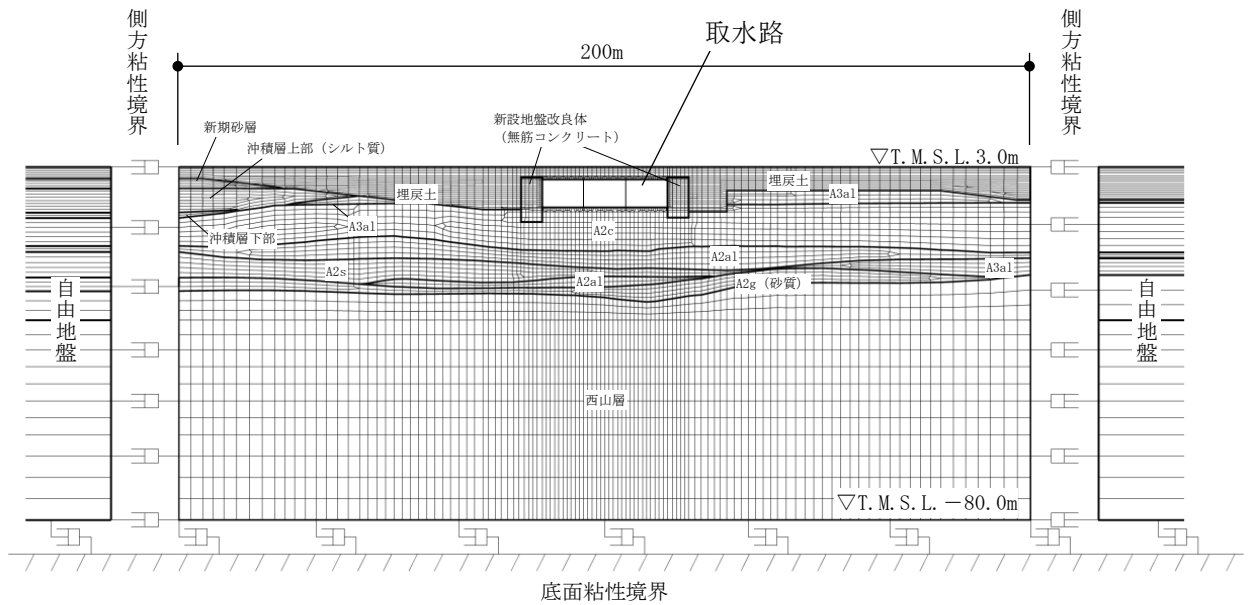 側方粘性境界
取水路
側方粘性境界
200m
新設地盤改良体
(無筋コンクリート)
新期砂層
沖積層上部(シルト質)
▽T.M.S.L.3.0m
埋戻土
埋戻土
A3al
A3al
A2c
沖積層下部
A2al
A3al
A2s
A2al
A2g(砂質)
自由地盤
自由地盤
西山層
▽T.M.S.L.-80.0m
底面粘性境界